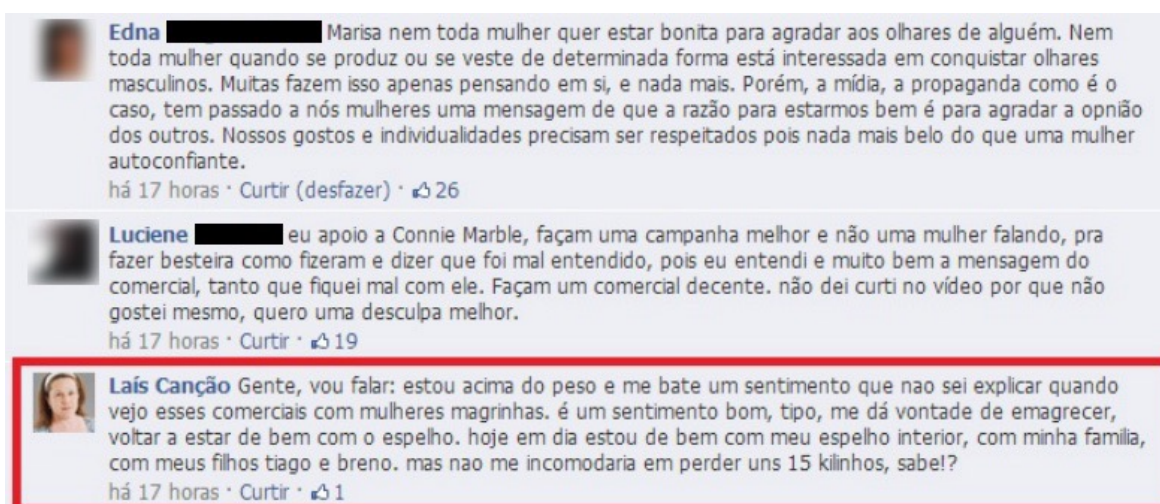 Edna Marisa nem toda mulher quer estar bonita para agradar aos olhares de alguém. Nem
toda mulher quando se produz ou se veste de determinada forma está interessada em conquistar olhares
masculinos. Muitas fazem isso apenas pensando em si, e nada mais. Porém, a mídia, a propaganda como é o
caso, tem passado a nós mulheres uma mensagem de que a razão para estarmos bem é para agradar a opnião
dos outros. Nossos gostos e individualidades precisam ser respeitados pois nada mais belo do que uma mulher
autoconfiante.
há 17 horas · Curtir (desfazer) · 26
Luciene eu apoio a Connie Marble, façam uma campanha melhor e não uma mulher falando, pra
fazer besteira como fizeram e dizer que foi mal entendido, pois eu entendi e muito bem a mensagem do
comercial, tanto que fiquei mal com ele. Façam um comercial decente. não dei curti no vídeo por que não
gostei mesmo, quero uma desculpa melhor.
há 17 horas · Curtir · 19
Laís Canção Gente, vou falar: estou acima do peso e me bate um sentimento que nao sei explicar quando
vejo esses comerciais com mulheres magrinhas. é um sentimento bom, tipo, me dá vontade de emagrecer,
voltar a estar de bem com o espelho. hoje em dia estou de bem com meu espelho interior, com minha familia,
com meus filhos tiago e breno. mas nao me incomodaria em perder uns 15 kilinhos, sabe!?
há 17 horas · Curtir · 1